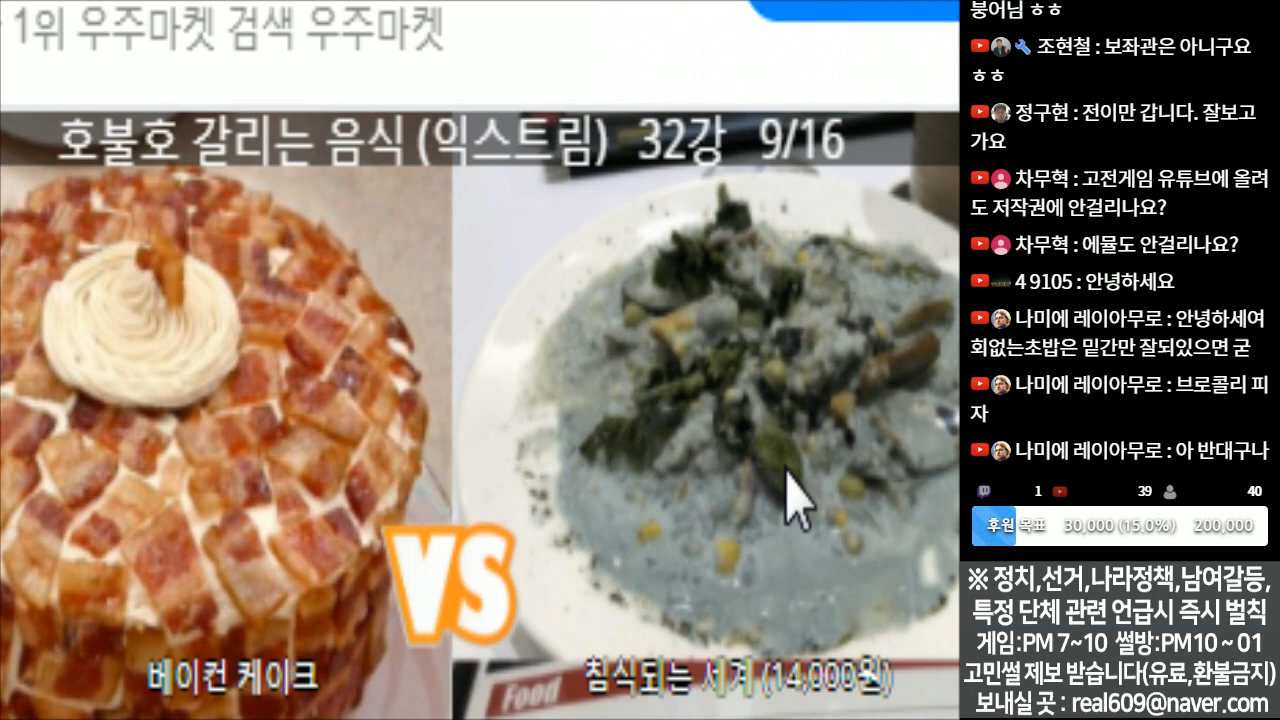 1위 우주마켓 검색 우주마켓
호불호 갈리는 음식 (익스트림) 32강 9/16
VS
베이컨 케이크
침식되는 세계 (14,000원)
Food
붕어님 ㅎㅎ
조현철 : 보좌관은 아니구요
ㅎㅎ
정구현 : 전이만 갑니다. 잘보고
가요
차무혁 : 고전게임 유튜브에 올려
도 저작권에 안걸리나요?
차무혁 : 에뮬도 안걸리나요?
4 9105 : 안녕하세요
나미에 레이아무로 : 안녕하세여
회없는초밥은 밑간만 잘되있으면 굳
나미에 레이아무로 : 브로콜리 피
자
나미에 레이아무로 : 아 반대구나
1 39 40
후원 목표 30,000 (15.0%) 200,000
※ 정치,선거,나라정책,남여갈등,
특정 단체 관련 언급시 즉시 벌칙
게임:PM 7~10 썰방:PM10 ~ 01
고민썰 제보 받습니다(유료,환불금지)
보내실 곳 : real609@naver.com